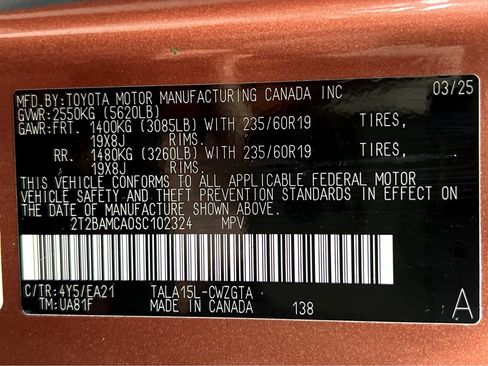 MFD.BY:TOYOTA MOTOR MANUFACTURING CANADA INC 03/25
GVWR:2550KG (5620LB)
GAWR:FRT. 1400KG (3085LB) WITH 235/60R19 TIRES,
19X8J RIMS.
RR. 1480KG (3260LB) WITH 235/60R19 TIRES,
19X8J RIMS.
THIS VEHICLE CONFORMS TO ALL APPLICABLE FEDERAL MOTOR
VEHICLE SAFETY AND THEFT PREVENTION STANDARDS IN EFFECT ON
THE DATE OF MANUFACTURE SHOWN ABOVE.
2T2BAMCA0SC102324 MPV
C/TR:4Y5/EA21 TALA15L-CWZGTA
TM:UA81F MADE IN CANADA 138 A